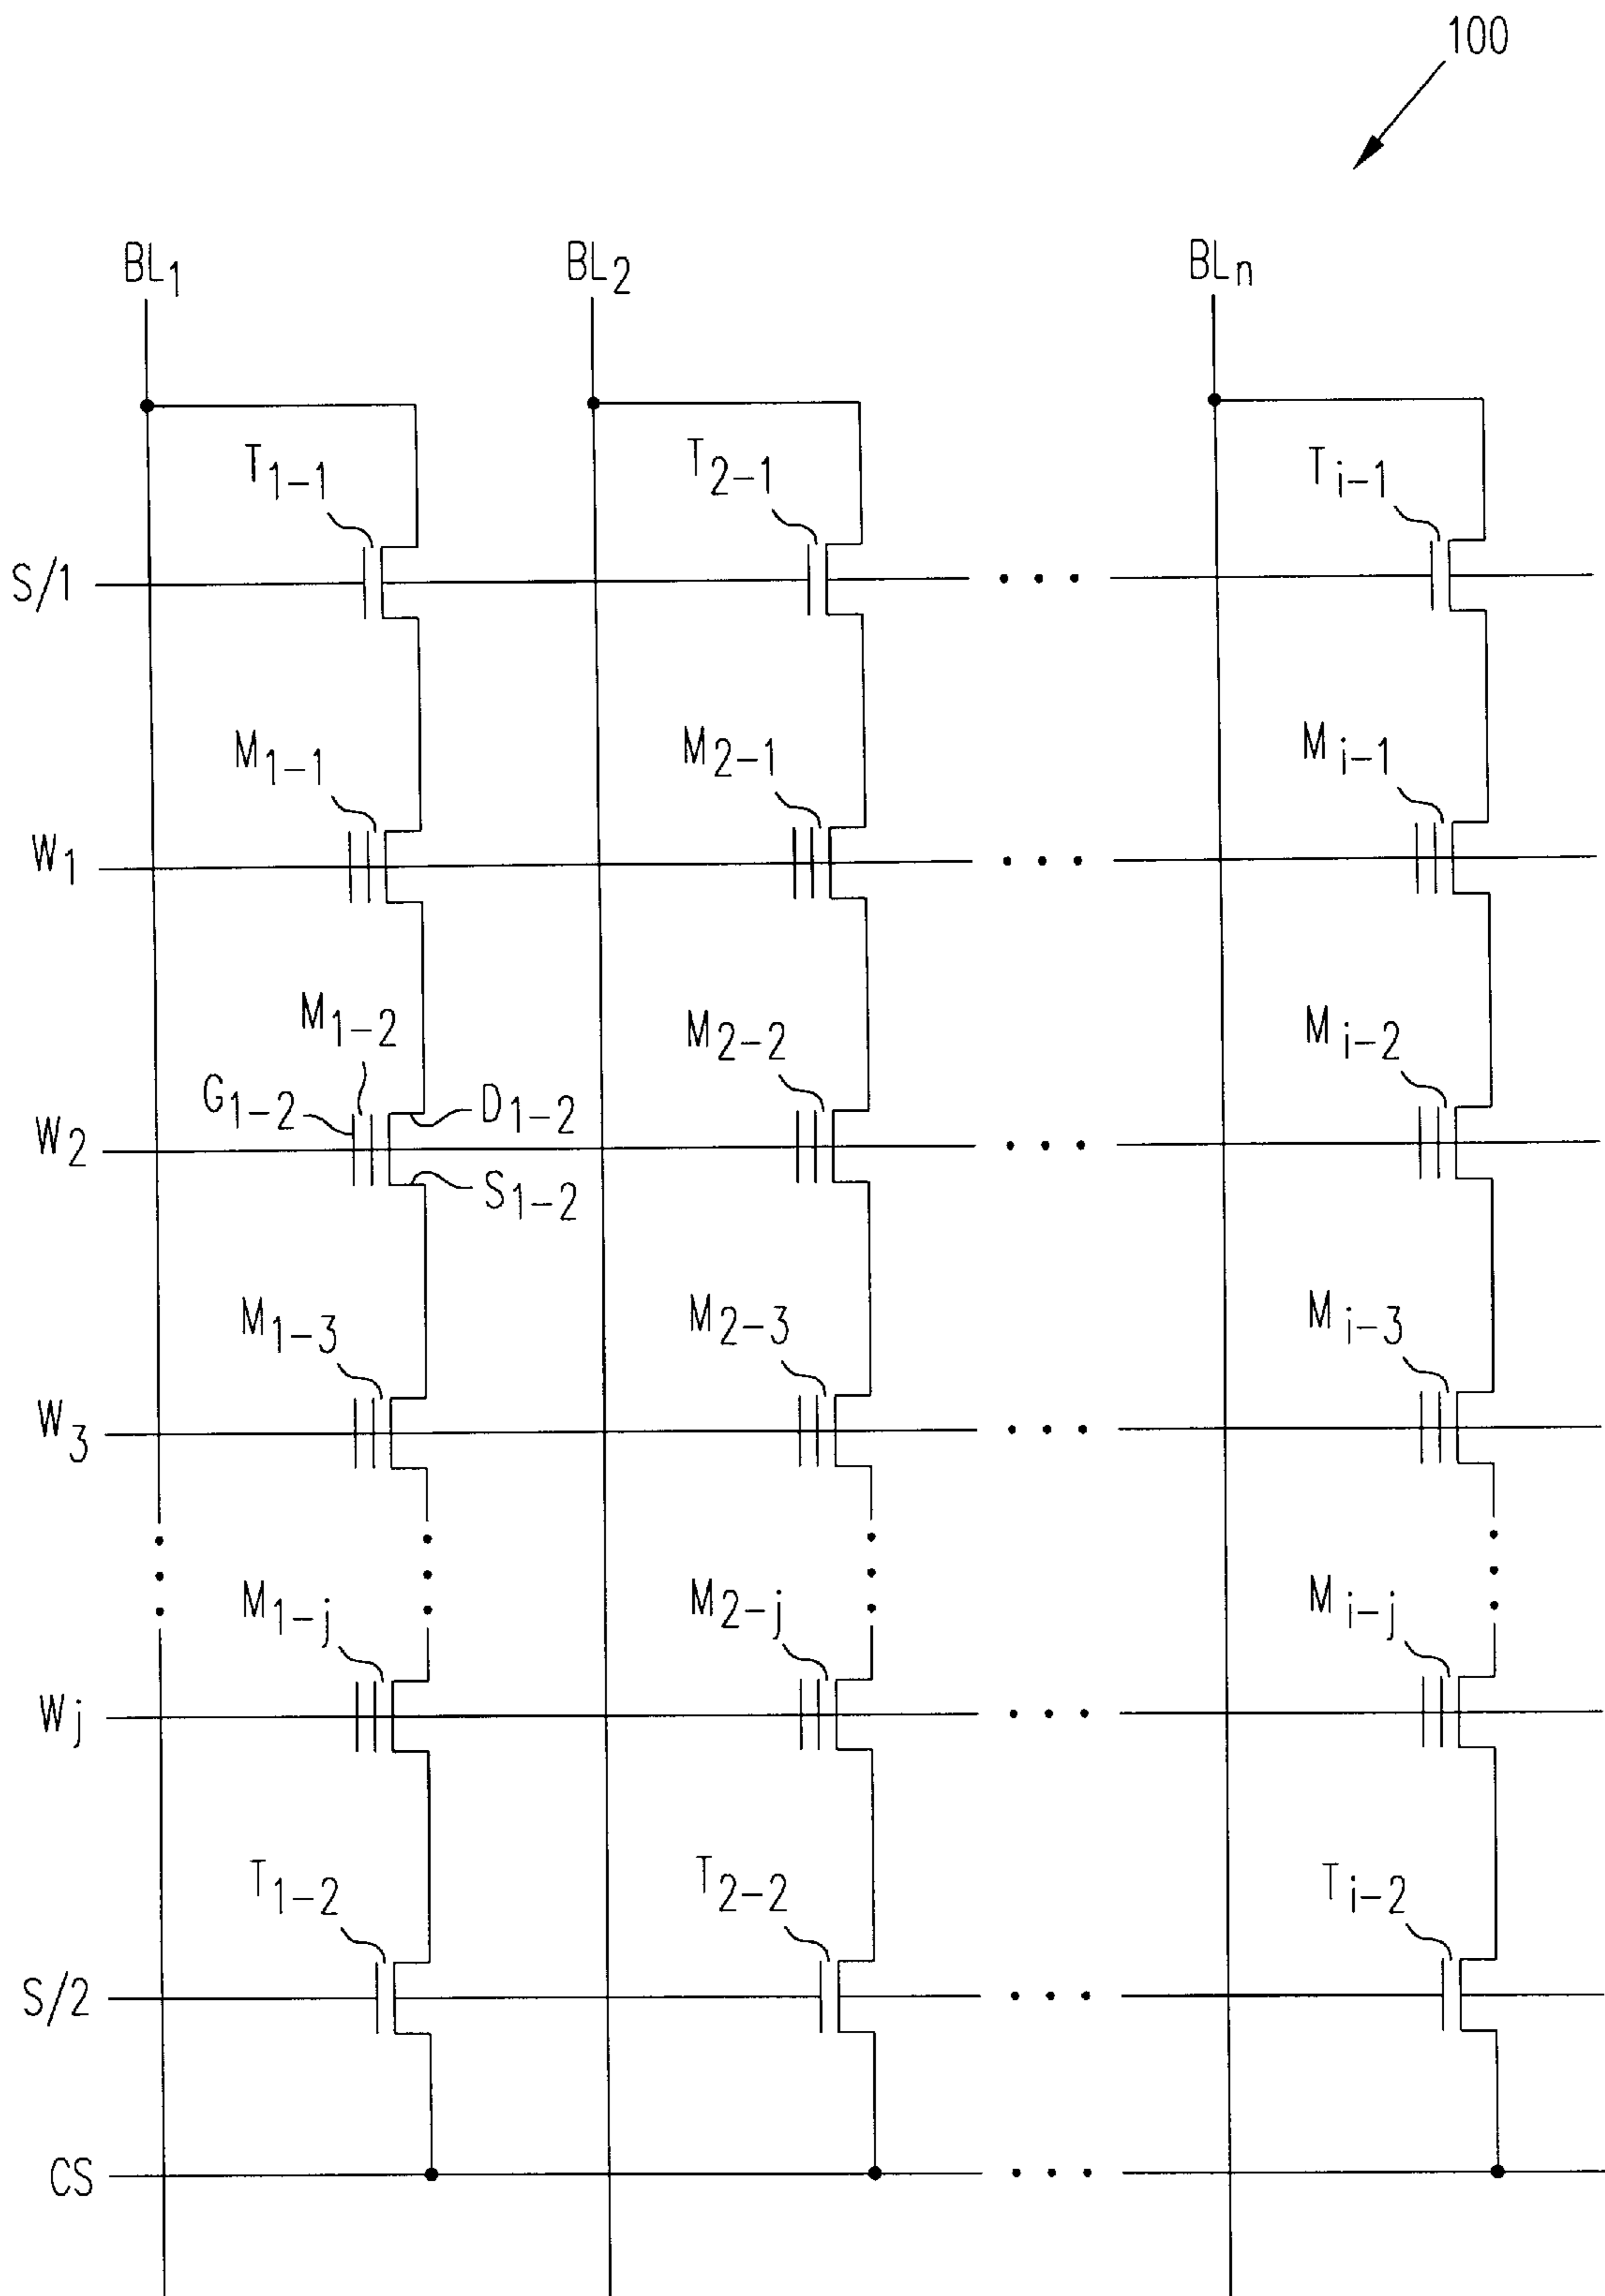 100
BL1 BL2 BLn
T1-1 T2-1 Ti-1
S/1
M1-1 M2-1 Mi-1
W1
M1-2 M2-2 Mi-2
G1-2 D1-2
W2
S1-2
M1-3 M2-3 Mi-3
W3
M1-j M2-j Mi-j
Wj
T1-2 T2-2 Ti-2
S/2
CS